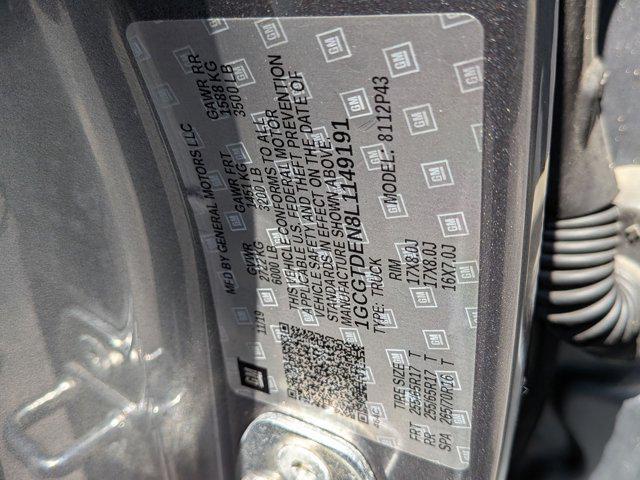 GM
MFD BY GENERAL MOTORS LLC
11/19 GVWR GAWR FRT GAWR RR
2722 KG 1451 KG 1588 KG
6000 LB 3200 LB 3500 LB
THIS VEHICLE CONFORMS TO ALL
APPLICABLE U.S. FEDERAL MOTOR
VEHICLE SAFETY AND THEFT PREVENTION
STANDARDS IN EFFECT ON THE DATE OF
MANUFACTURE SHOWN ABOVE.
1GCGTDEN8L1149191
TYPE: TRUCK MODEL: 8112P43
TIRE SIZE RIM
FRT 255/65R17 T 17X8.0J
RR 255/65R17 T 17X8.0J
SPA 265/70R16 T 16X7.0J